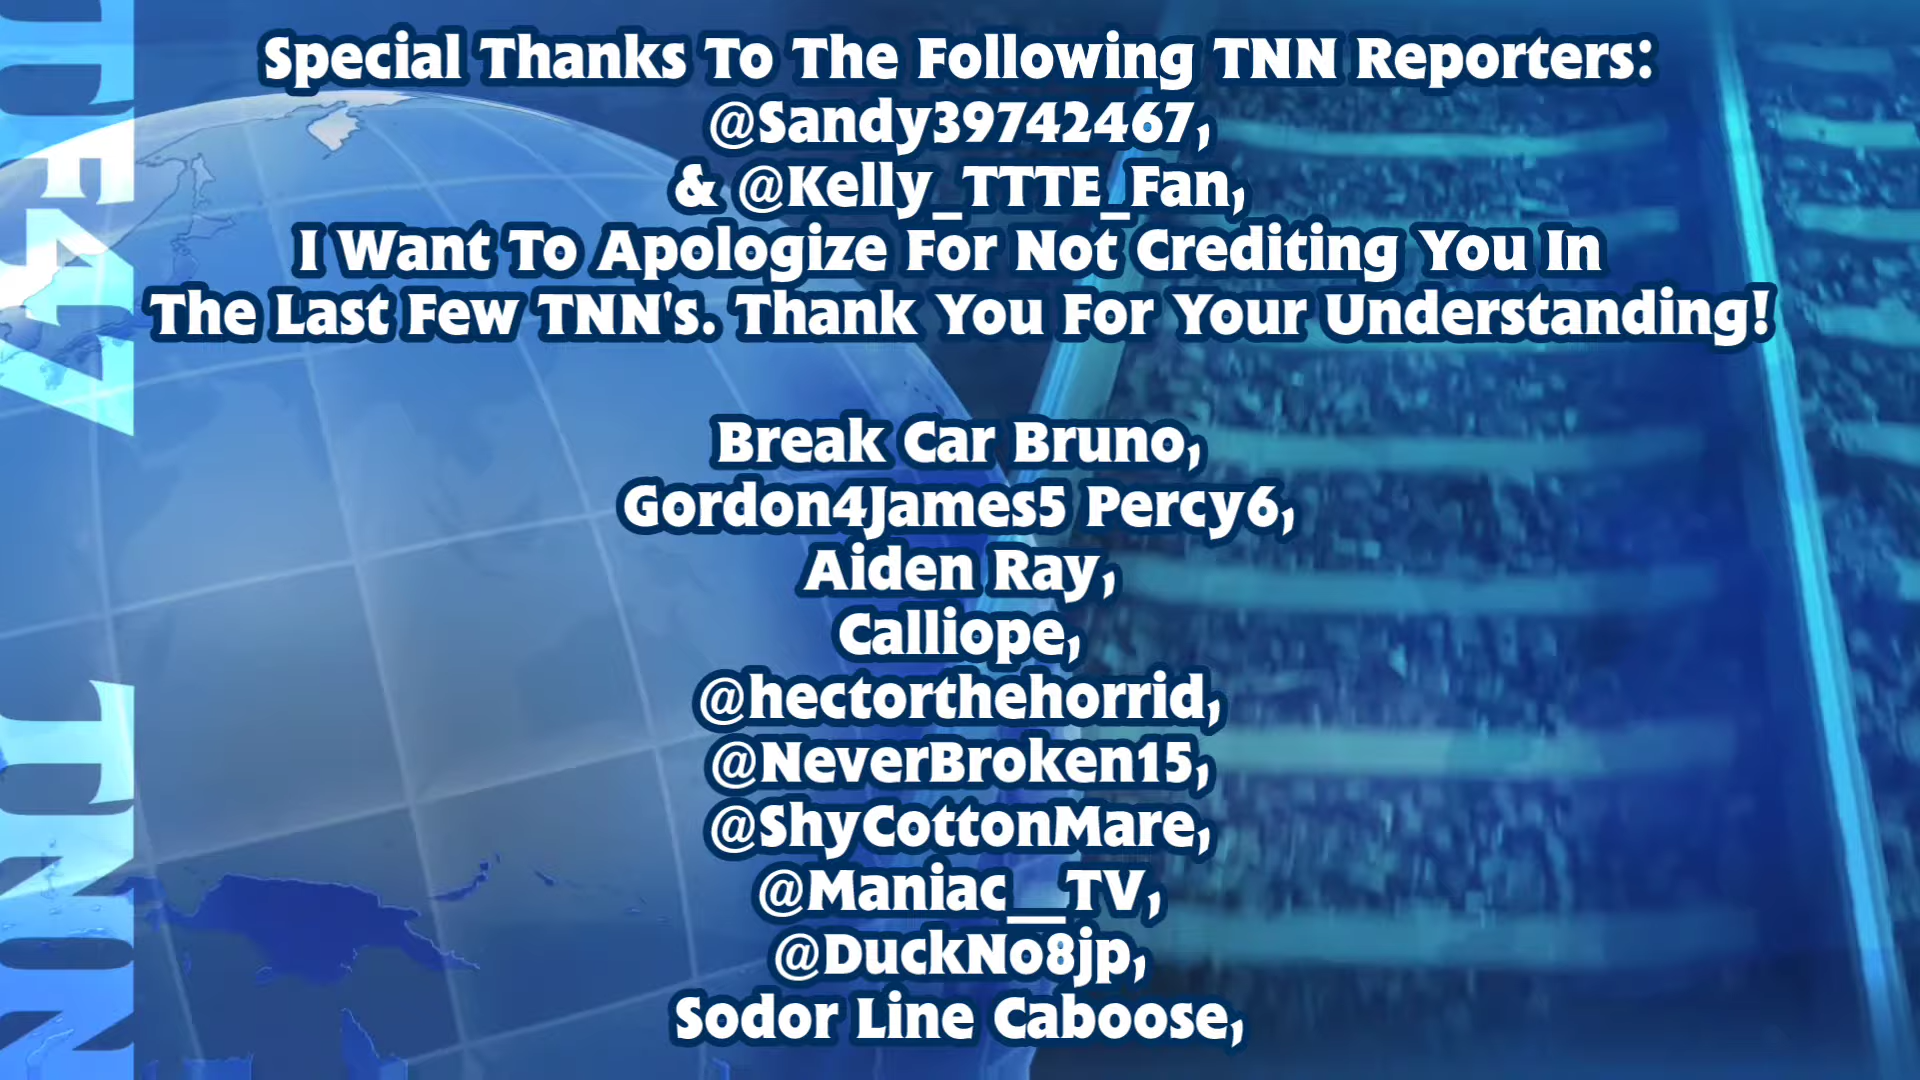 Special Thanks To The Following TNN Reporters:
@Sandy39742467,
& @Kelly_TTTE_Fan,
I Want To Apologize For Not Crediting You In
The Last Few TNN's. Thank You For Your Understanding!
Break Car Bruno,
Gordon4James5 Percy6,
Aiden Ray,
Calliope,
@hectorthehorrid,
@NeverBroken15,
@ShyCottonMare,
@Maniac__TV,
@DuckNo8jp,
Sodor Line Caboose,
TF47
TNN